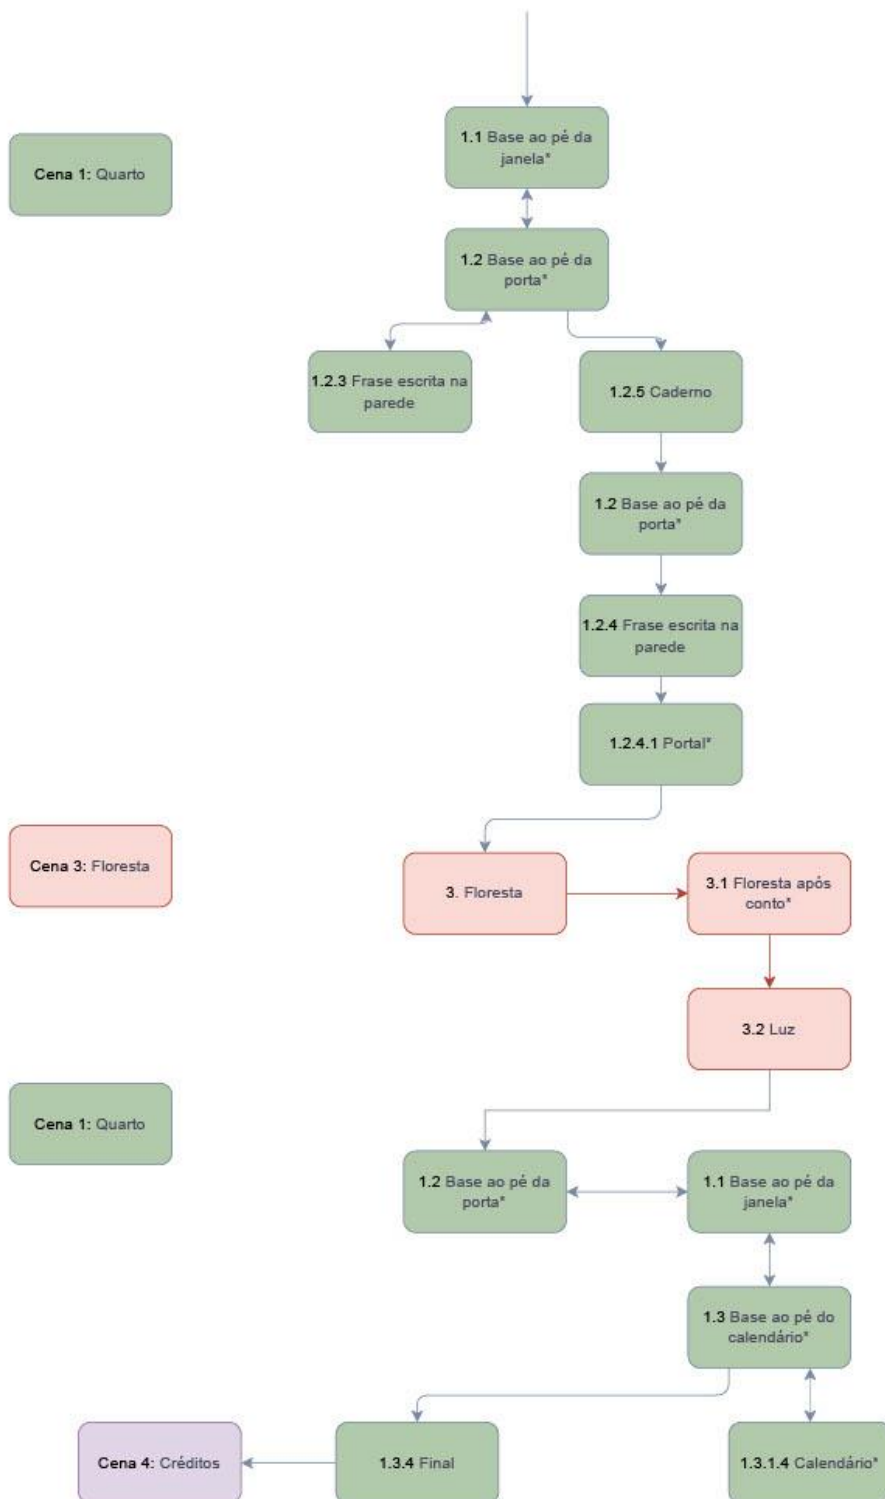 1.1 Base ao pé da
janela*
Cena 1: Quarto
1.2 Base ao pé da
porta*
1.2.3 Frase escrita na
parede
1.2.5 Caderno
1.2 Base ao pé da
porta*
1.2.4 Frase escrita na
parede
1.2.4.1 Portal*
Cena 3: Floresta
3. Floresta
3.1 Floresta após
conto*
3.2 Luz
Cena 1: Quarto
1.2 Base ao pé da
porta*
1.1 Base ao pé da
janela*
1.3 Base ao pé do
calendário*
Cena 4: Créditos
1.3.4 Final
1.3.1.4 Calendário*